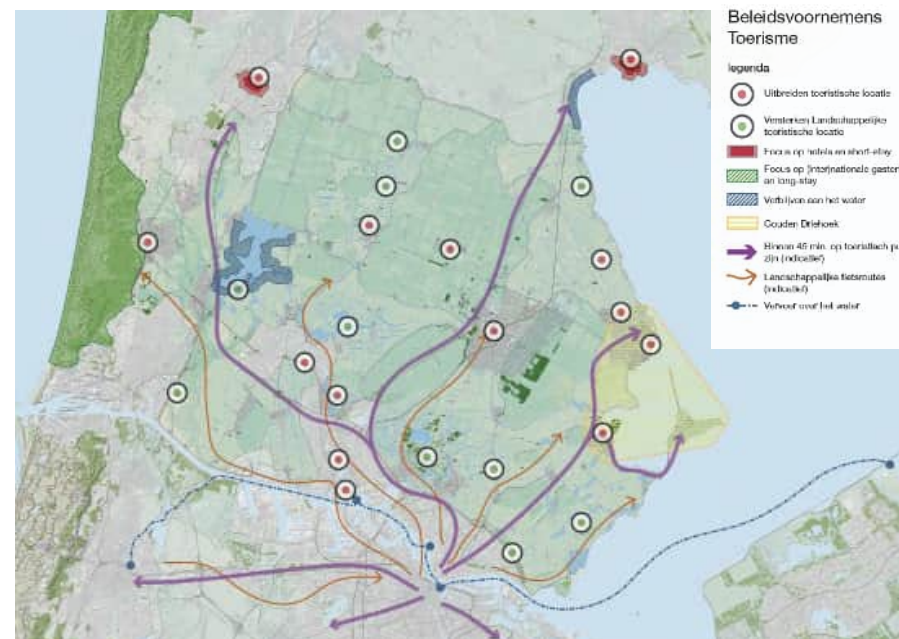 Beleidsvoornemens
Toerisme
legenda
Uitbreiden toeristische locatie
Versterken Landschappelijke
toeristische locatie
Focus op hotels en short-stay
Focus op (inter)nationale gasten
en long-stay
Verblijven aan het water
Gouden Driehoek
Binnen 45 min. op toeristisch pu
zijn (indicatief)
Landschappelijke fietsroutes
(indicatief)
Vervoer over het water